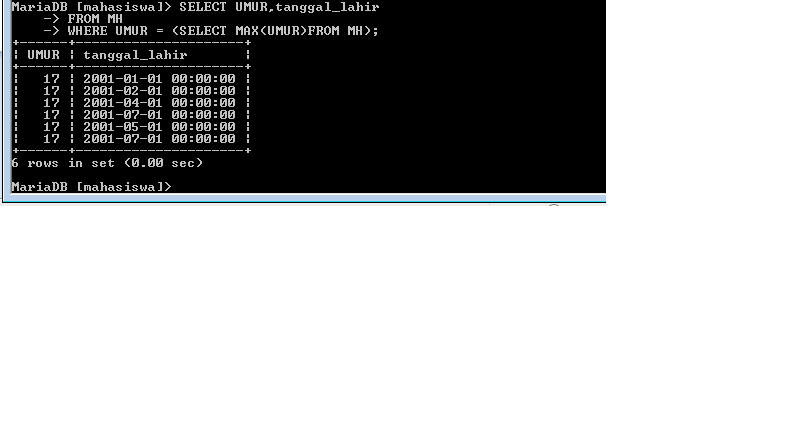 MariaDB [mahasiswa]> SELECT UMUR,tanggal_lahir
    -> FROM MH
    -> WHERE UMUR = (SELECT MAX(UMUR)FROM MH);
+------+---------------------+
| UMUR | tanggal_lahir       |
+------+---------------------+
|   17 | 2001-01-01 00:00:00 |
|   17 | 2001-02-01 00:00:00 |
|   17 | 2001-04-01 00:00:00 |
|   17 | 2001-07-01 00:00:00 |
|   17 | 2001-05-01 00:00:00 |
|   17 | 2001-07-01 00:00:00 |
+------+---------------------+
6 rows in set (0.00 sec)
MariaDB [mahasiswa]>